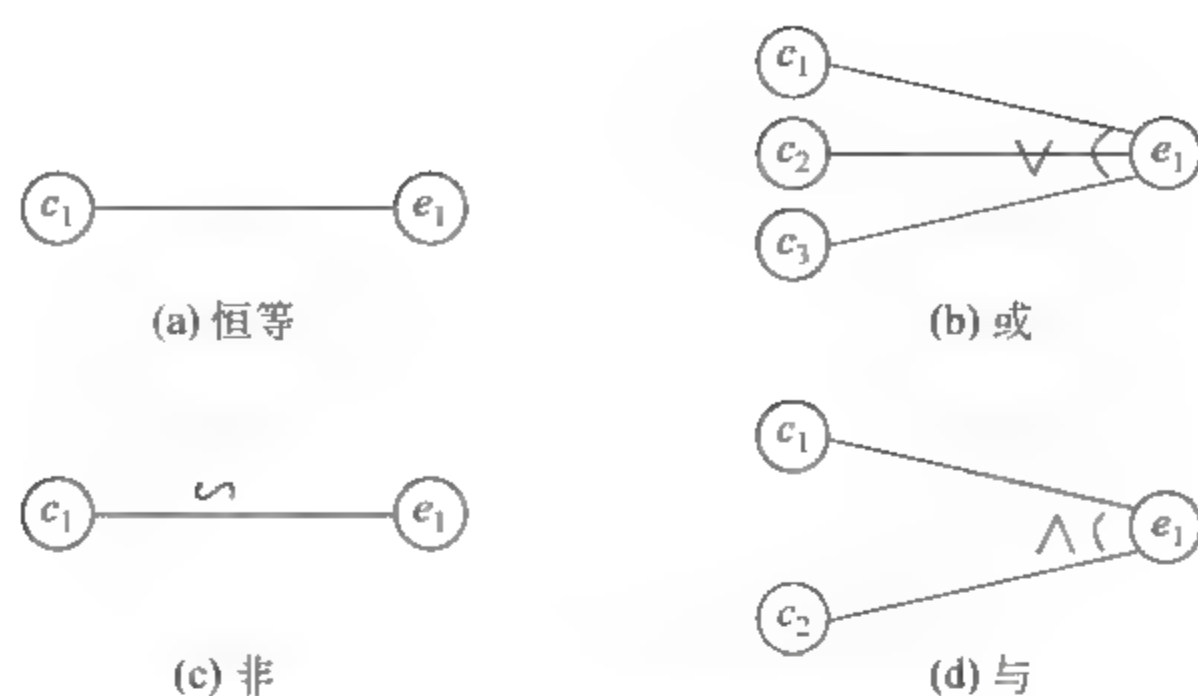 c₁ e₁
(a) 恒等
c₁
c₂ ∨ e₁
c₃
(b) 或
c₁ ∽ e₁
(c) 非
c₁
∧ e₁
c₂
(d) 与